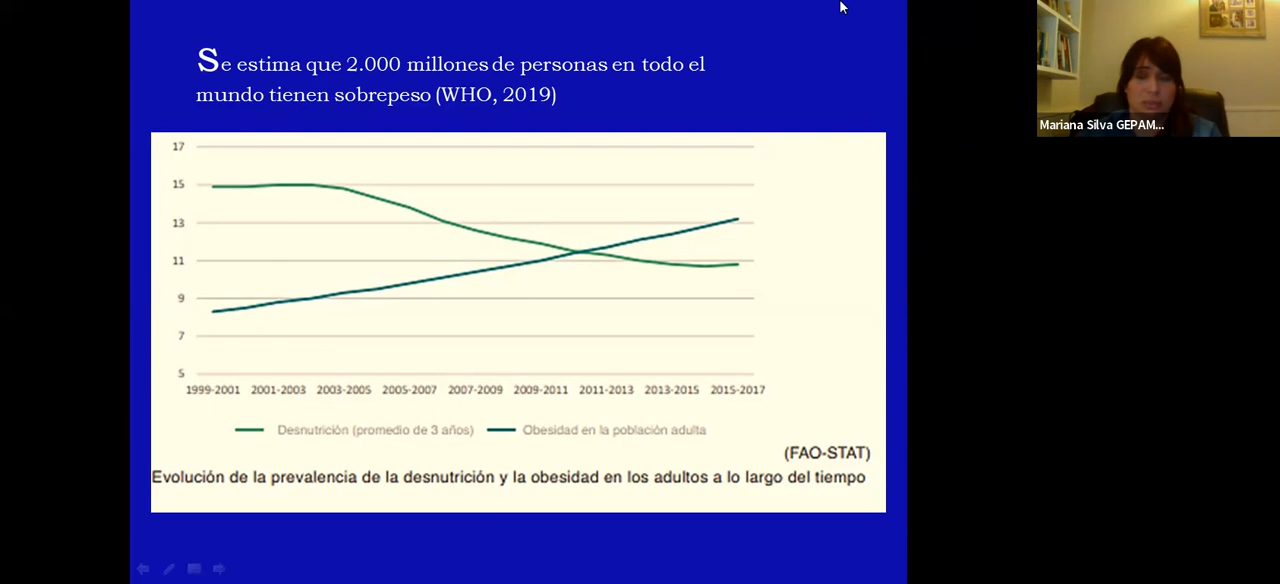 Se estima que 2.000 millones de personas en todo el
mundo tienen sobrepeso (WHO, 2019)
Mariana Silva GEPAM...
17
15
13
11
9
7
5
1999-2001 2001-2003 2003-2005 2005-2007 2007-2009 2009-2011 2011-2013 2013-2015 2015-2017
Desnutrición (promedio de 3 años) Obesidad en la población adulta
(FAO-STAT)
Evolución de la prevalencia de la desnutrición y la obesidad en los adultos a lo largo del tiempo